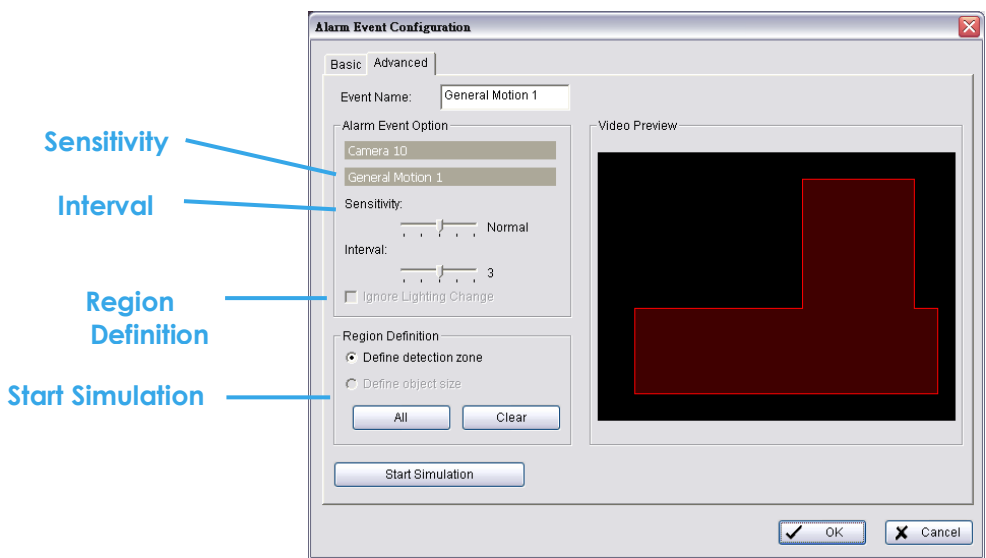 Alarm Event Configuration
Basic
Advanced
Event Name:
General Motion 1
Alarm Event Option
Camera 10
General Motion 1
Sensitivity:
Normal
Interval:
3
Ignore Lighting Change
Region Definition
Define detection zone
Define object size
All
Clear
Start Simulation
Video Preview
OK
Cancel
Sensitivity
Interval
Region
Definition
Start Simulation